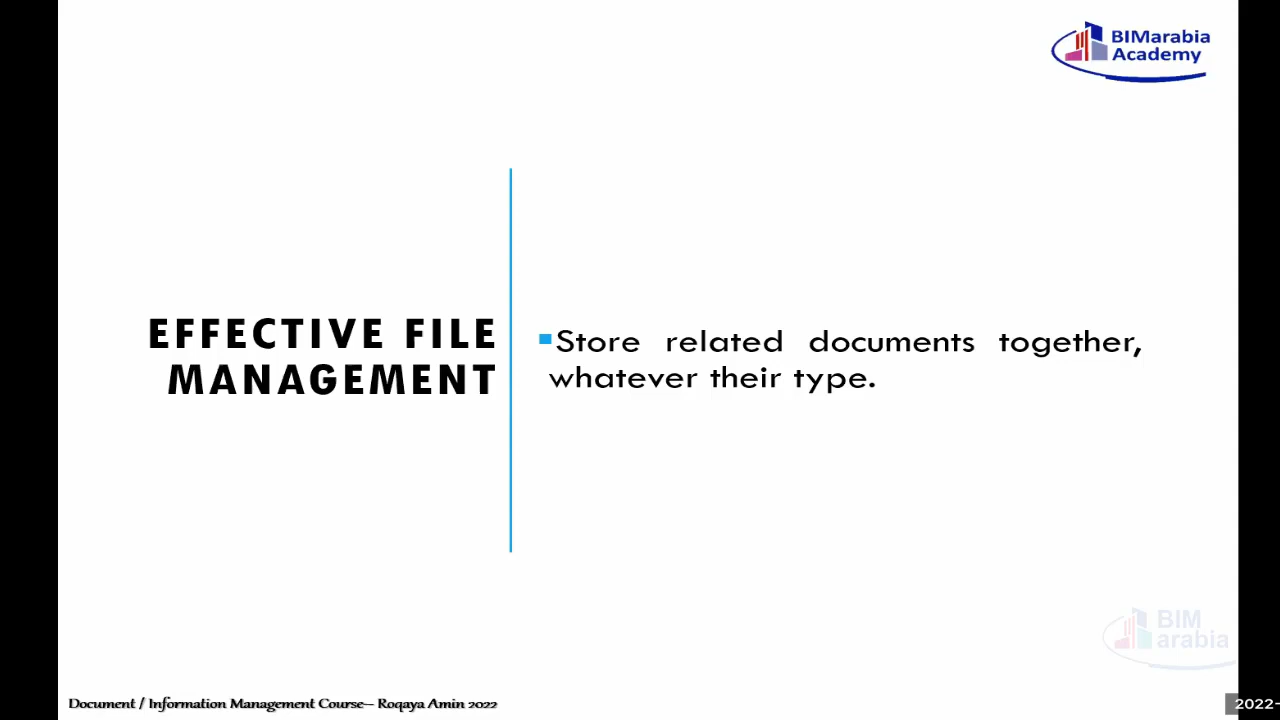 BIMarabia
Academy
EFFECTIVE FILE
MANAGEMENT
▪Store related documents together,
whatever their type.
BIM
arabia
Document / Information Management Course– Roqaya Amin 2022
2022-